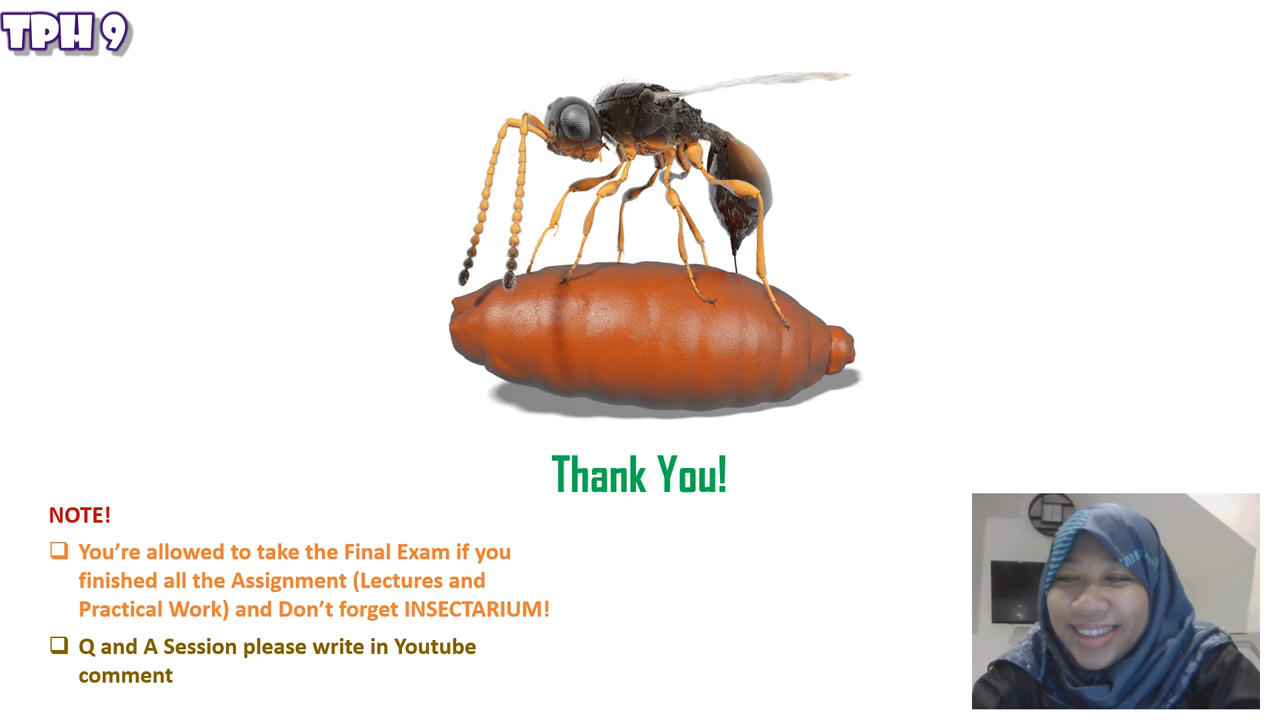 TPH 9
Thank You!
NOTE!
❑ You’re allowed to take the Final Exam if you
finished all the Assignment (Lectures and
Practical Work) and Don’t forget INSECTARIUM!
❑ Q and A Session please write in Youtube
comment